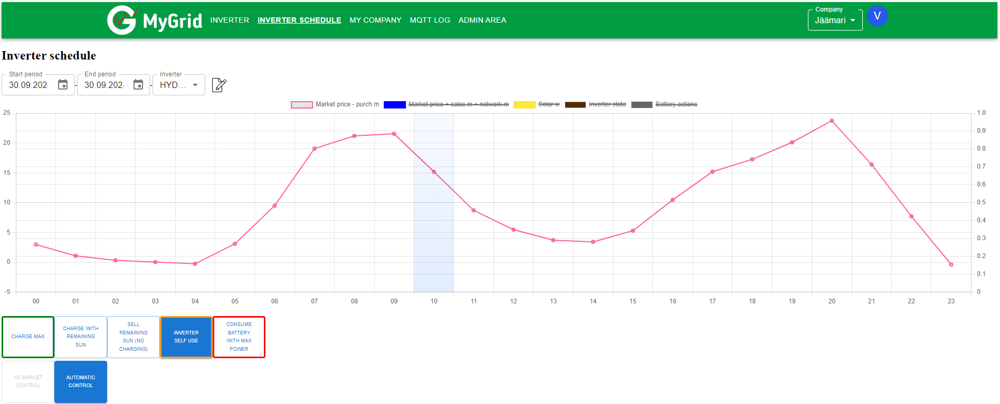 MyGrid INVERTER INVERTER SCHEDULE MY COMPANY MQTT LOG ADMIN AREA Company Jäämari V
Inverter schedule
Start period End period Inverter
30.09.202 - 30.09.202 - HYD...
Market price - purch m Market price + sales m + network m Solar w Inverter state Battery actions
25 1.0
0.9
20 0.8
0.7
15
0.6
10 0.5
0.4
5
0.3
0 0.2
0.1
-5 0
00 01 02 03 04 05 06 07 08 09 10 11 12 13 14 15 16 17 18 19 20 21 22 23
CHARGE MAX
CHARGE WITH
REMAINING
SUN
SELL
REMAINING
SUN (NO
CHARGING)
INVERTER
SELF USE
CONSUME
BATTERY
WITH MAX
POWER
HZ MARKET
CONTROL
AUTOMATIC
CONTROL